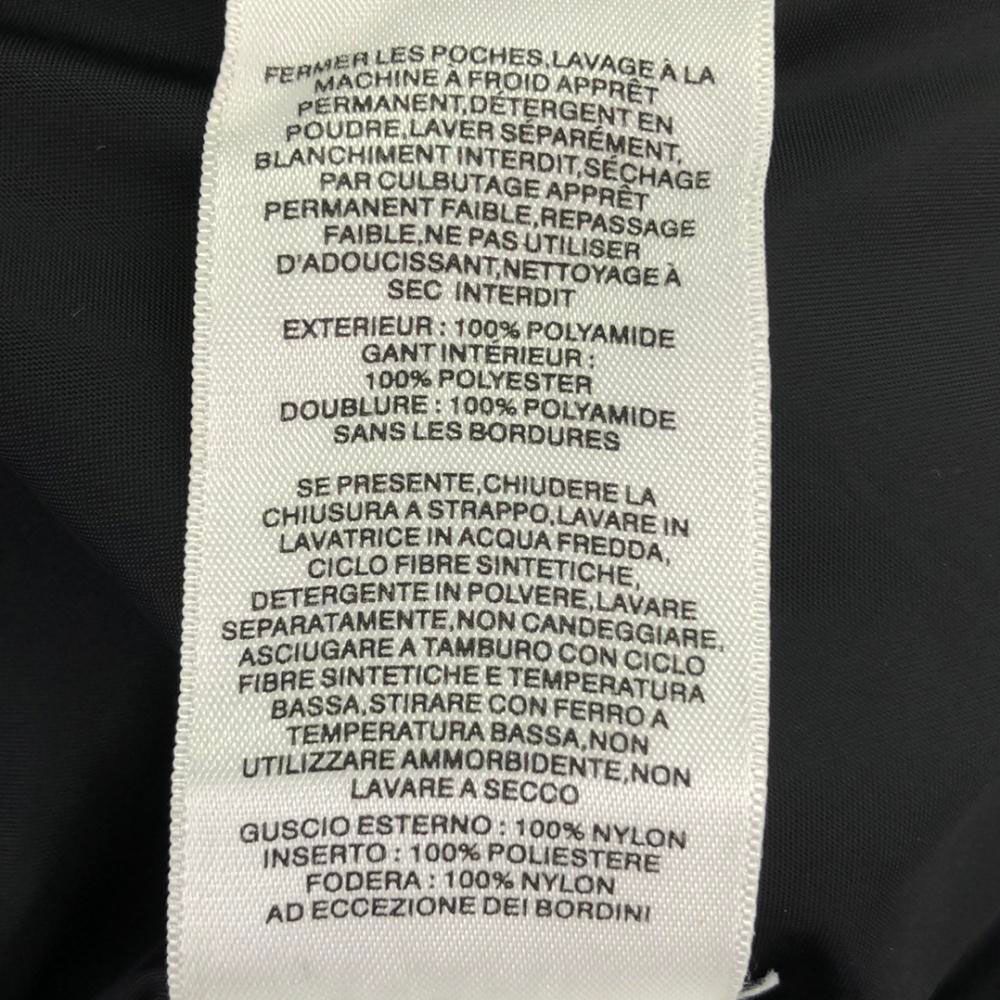 FERMER LES POCHES,LAVAGE À LA
MACHINE A FROID APPRÊT
PERMANENT,DÉTERGENT EN
POUDRE,LAVER SÉPARÉMENT,
BLANCHIMENT INTERDIT,SÉCHAGE
PAR CULBUTAGE APPRÊT
PERMANENT FAIBLE,REPASSAGE
FAIBLE,NE PAS UTILISER
D'ADOUCISSANT,NETTOYAGE À
SEC INTERDIT
EXTERIEUR : 100% POLYAMIDE
GANT INTÉRIEUR :
100% POLYESTER
DOUBLURE : 100% POLYAMIDE
SANS LES BORDURES
SE PRESENTE,CHIUDERE LA
CHIUSURA A STRAPPO,LAVARE IN
LAVATRICE IN ACQUA FREDDA,
CICLO FIBRE SINTETICHE,
DETERGENTE IN POLVERE,LAVARE
SEPARATAMENTE,NON CANDEGGIARE,
ASCIUGARE A TAMBURO CON CICLO
FIBRE SINTETICHE E TEMPERATURA
BASSA,STIRARE CON FERRO A
TEMPERATURA BASSA,NON
UTILIZZARE AMMORBIDENTE,NON
LAVARE A SECCO
GUSCIO ESTERNO : 100% NYLON
INSERTO : 100% POLIESTERE
FODERA : 100% NYLON
AD ECCEZIONE DEI BORDINI